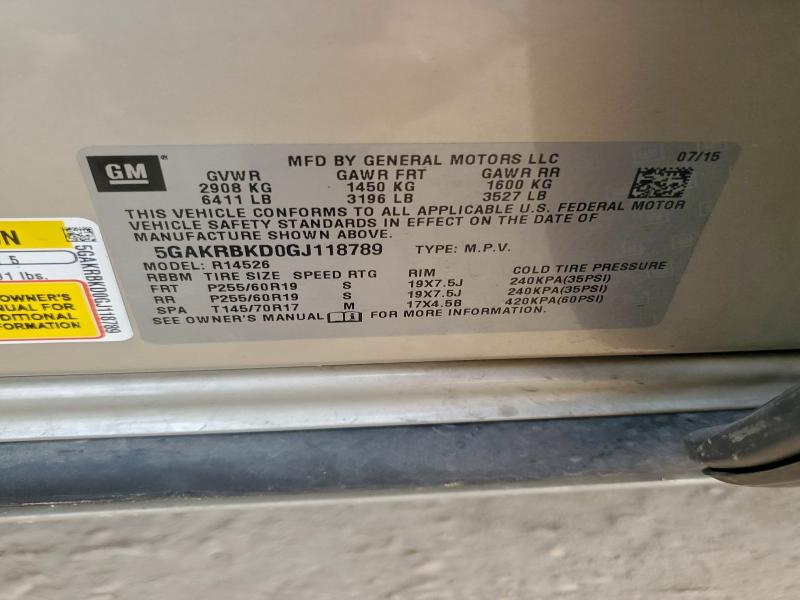 GM
MFD BY GENERAL MOTORS LLC 07/15
GVWR GAWR FRT GAWR RR
2908 KG 1450 KG 1600 KG
6411 LB 3196 LB 3527 LB
THIS VEHICLE CONFORMS TO ALL APPLICABLE U.S. FEDERAL MOTOR
VEHICLE SAFETY STANDARDS IN EFFECT ON THE DATE OF
MANUFACTURE SHOWN ABOVE.
5GAKRBKD0GJ118789 TYPE: M.P.V.
MODEL: R14526
RBBM TIRE SIZE SPEED RTG RIM COLD TIRE PRESSURE
FRT P255/60R19 S 19X7.5J 240KPA(35PSI)
RR P255/60R19 S 19X7.5J 240KPA(35PSI)
SPA T145/70R17 M 17X4.5B 420KPA(60PSI)
SEE OWNER'S MANUAL FOR MORE INFORMATION.
N
5
1 lbs.
OWNER'S
NUAL FOR
DITIONAL
FORMATION
5GAKRBKD0GJ118789